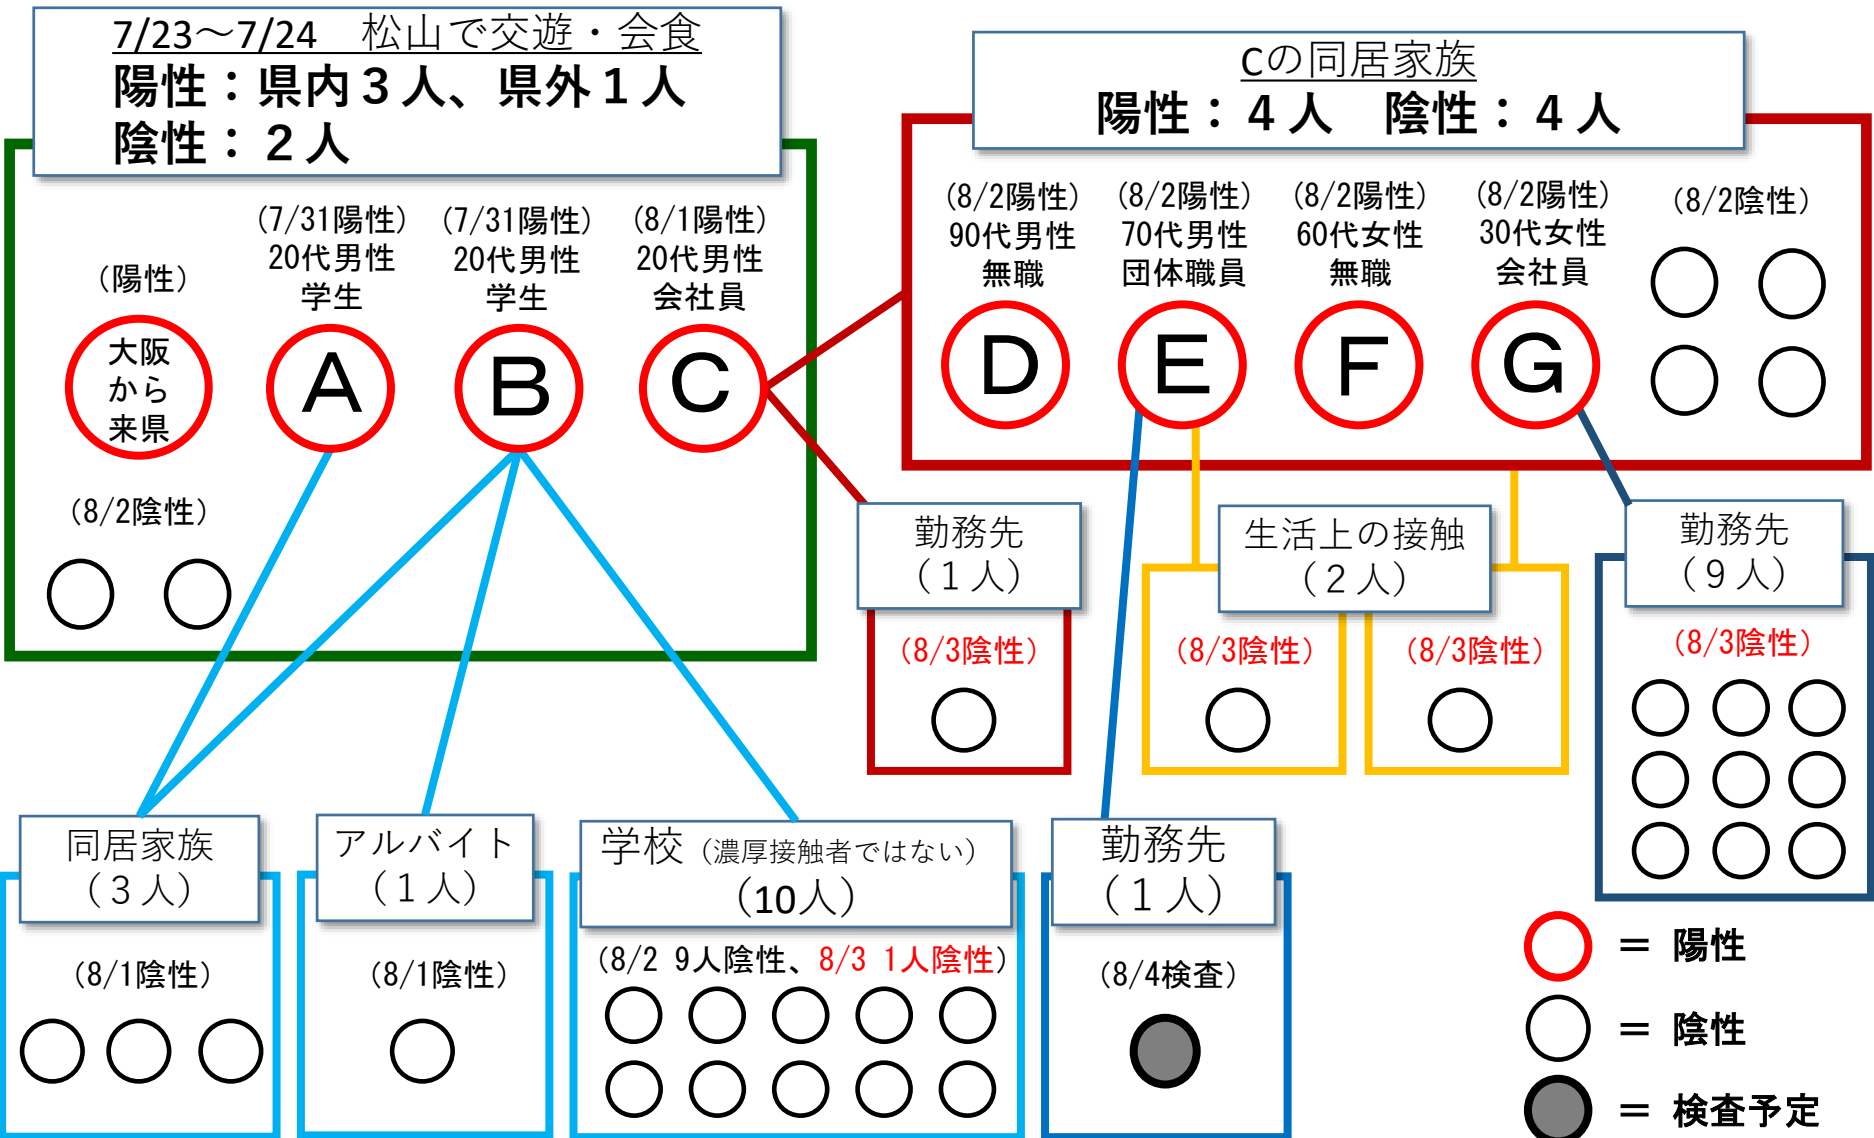 7/23～7/24　松山で交遊・会食
陽性：県内３人、県外１人
陰性：２人
(陽性)
大阪
から
来県
(7/31陽性)
20代男性
学生
A
(7/31陽性)
20代男性
学生
B
(8/1陽性)
20代男性
会社員
C
(8/2陰性)
Cの同居家族
陽性：４人　陰性：４人
(8/2陽性)
90代男性
無職
D
(8/2陽性)
70代男性
団体職員
E
(8/2陽性)
60代女性
無職
F
(8/2陽性)
30代女性
会社員
G
(8/2陰性)
勤務先
（１人）
(8/3陰性)
生活上の接触
（２人）
(8/3陰性)
(8/3陰性)
勤務先
（９人）
(8/3陰性)
同居家族
（３人）
(8/1陰性)
アルバイト
（１人）
(8/1陰性)
学校（濃厚接触者ではない）
（10人）
(8/2 9人陰性、8/3 1人陰性)
勤務先
（１人）
(8/4検査)
＝ 陽性
＝ 陰性
＝ 検査予定